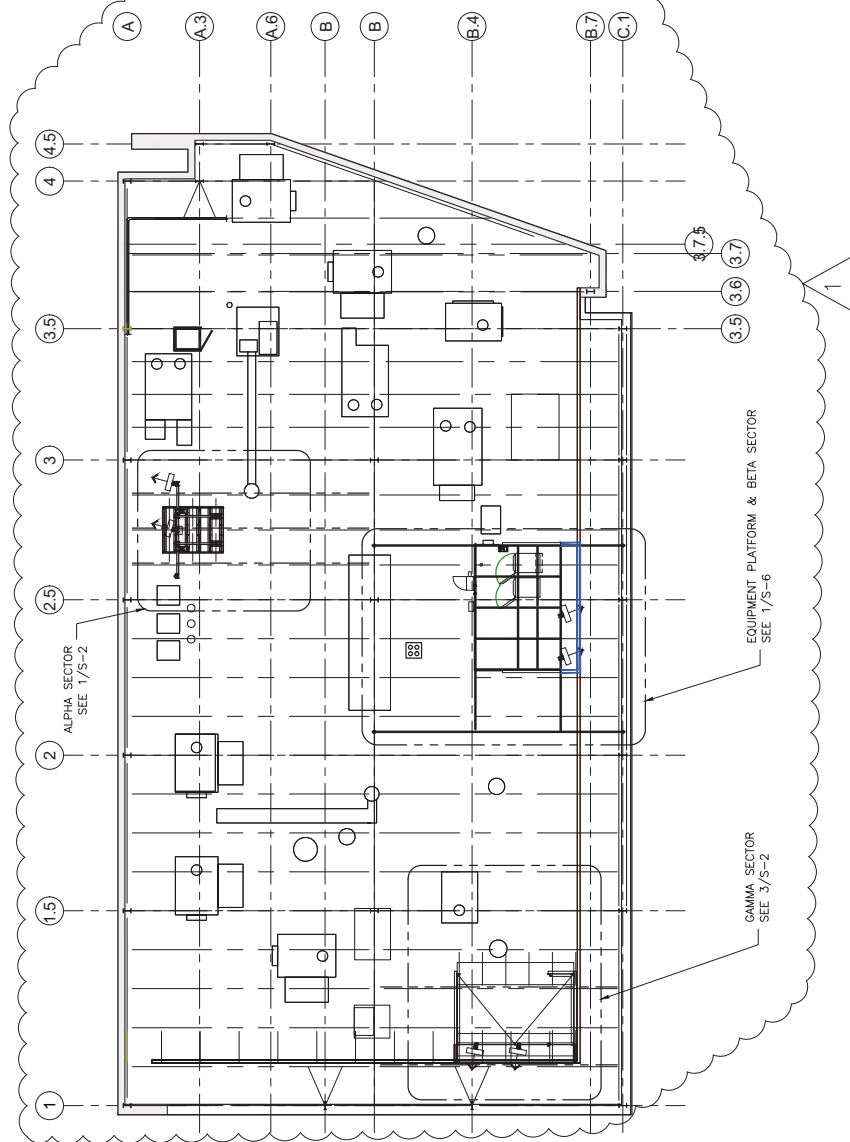 A
A.3
A.6
B
B
B.4
B.7
C.1
4.5
4
3.5
3
2.5
2
1.5
1
3.7.5
3.7
3.6
3.5
1
ALPHA SECTOR
SEE 1/S-2
EQUIPMENT PLATFORM & BETA SECTOR
SEE 1/S-6
GAMMA SECTOR
SEE 3/S-2